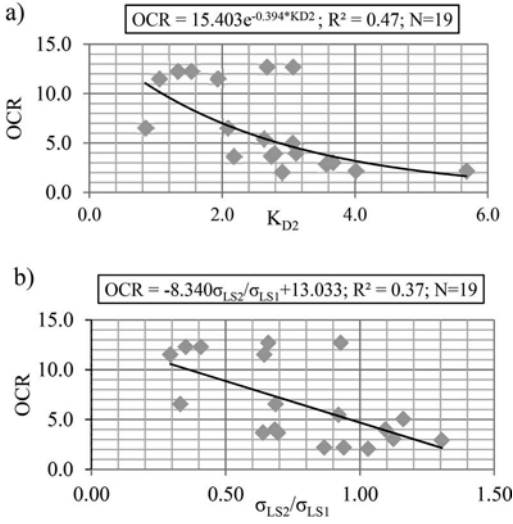 a)
OCR = 15.403e^-0.394*KD2 ; R² = 0.47; N=19
15.0
10.0
5.0
0.0
OCR
0.0 2.0 4.0 6.0
K_D2
b)
OCR = -8.340σ_LS2/σ_LS1+13.033; R² = 0.37; N=19
15.0
10.0
5.0
0.0
OCR
0.00 0.50 1.00 1.50
σ_LS2/σ_LS1